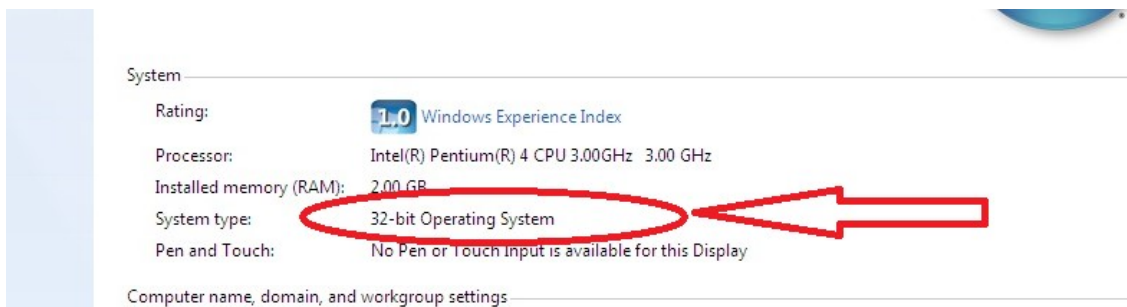 System
Rating: 1.0 Windows Experience Index
Processor: Intel(R) Pentium(R) 4 CPU 3.00GHz 3.00 GHz
Installed memory (RAM): 2.00 GB
System type: 32-bit Operating System
Pen and Touch: No Pen or Touch Input is available for this Display
Computer name, domain, and workgroup settings